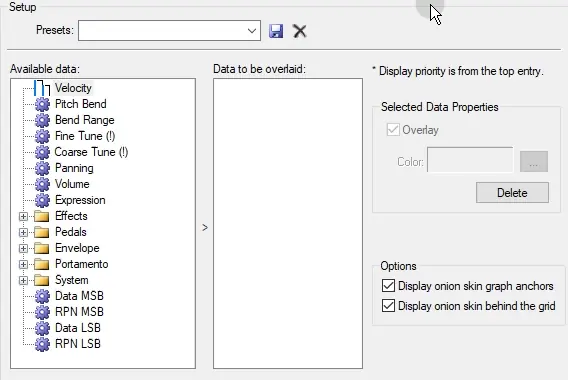 Setup
Presets:
Available data:
Data to be overlaid:
* Display priority is from the top entry.
Velocity
Pitch Bend
Bend Range
Fine Tune (!)
Coarse Tune (!)
Panning
Volume
Expression
Effects
Pedals
Envelope
Portamento
System
Data MSB
RPN MSB
Data LSB
RPN LSB
>
Selected Data Properties
Overlay
Color:
...
Delete
Options
Display onion skin graph anchors
Display onion skin behind the grid